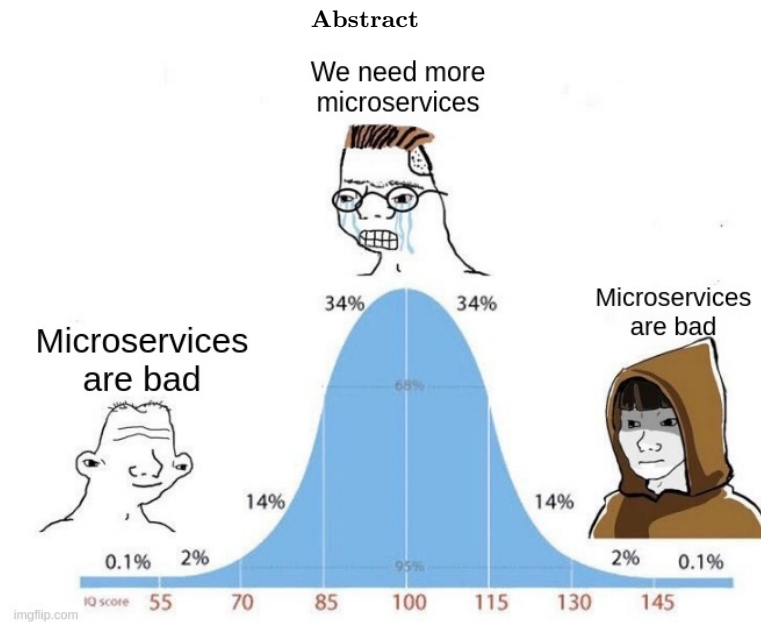 Abstract
We need more
microservices
34%
34%
Microservices
are bad
Microservices
are bad
68%
14%
14%
0.1%
2%
95%
2%
0.1%
IQ score 55 70 85 100 115 130 145
imgflip.com